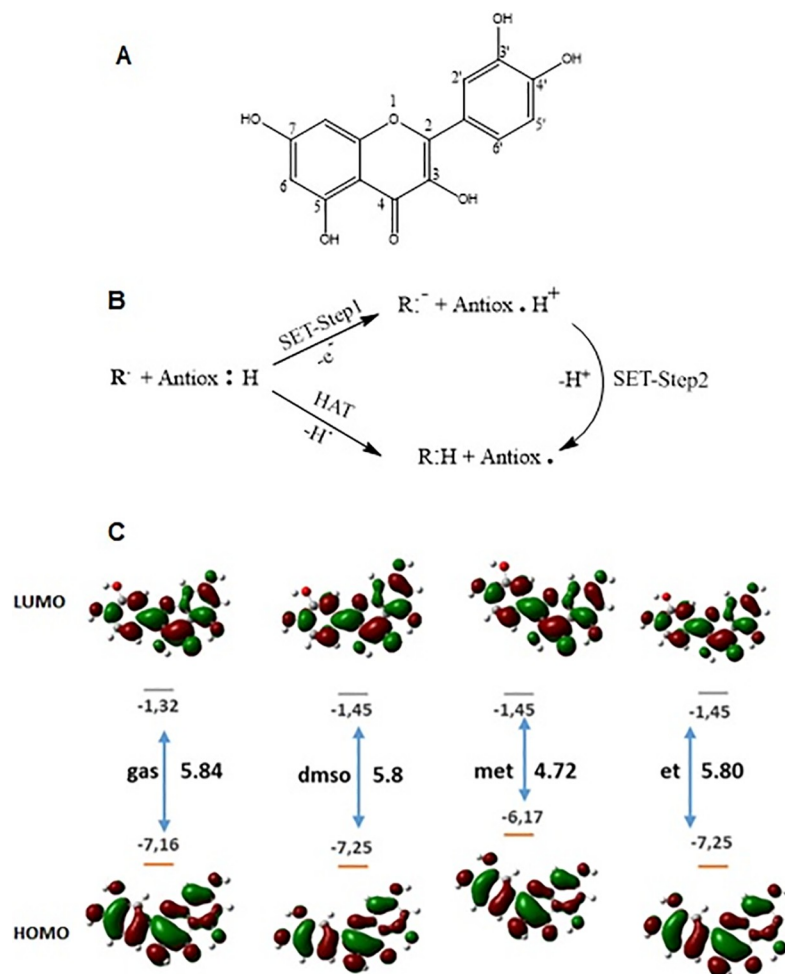 A
OH
3'
OH
2'
4'
1
O
HO
7
2
5'
6'
6
3
5
4
OH
OH
O
B
R:⁻ + Antiox • H⁺
SET-Step1
-e⁻
R· + Antiox : H
-H⁺
SET-Step2
HAT
-H·
R:H + Antiox •
C
LUMO
-1,32
-1,45
-1,45
-1,45
gas 5.84
dmso 5.8
met 4.72
et 5.80
-6,17
-7,16
-7,25
-7,25
HOMO